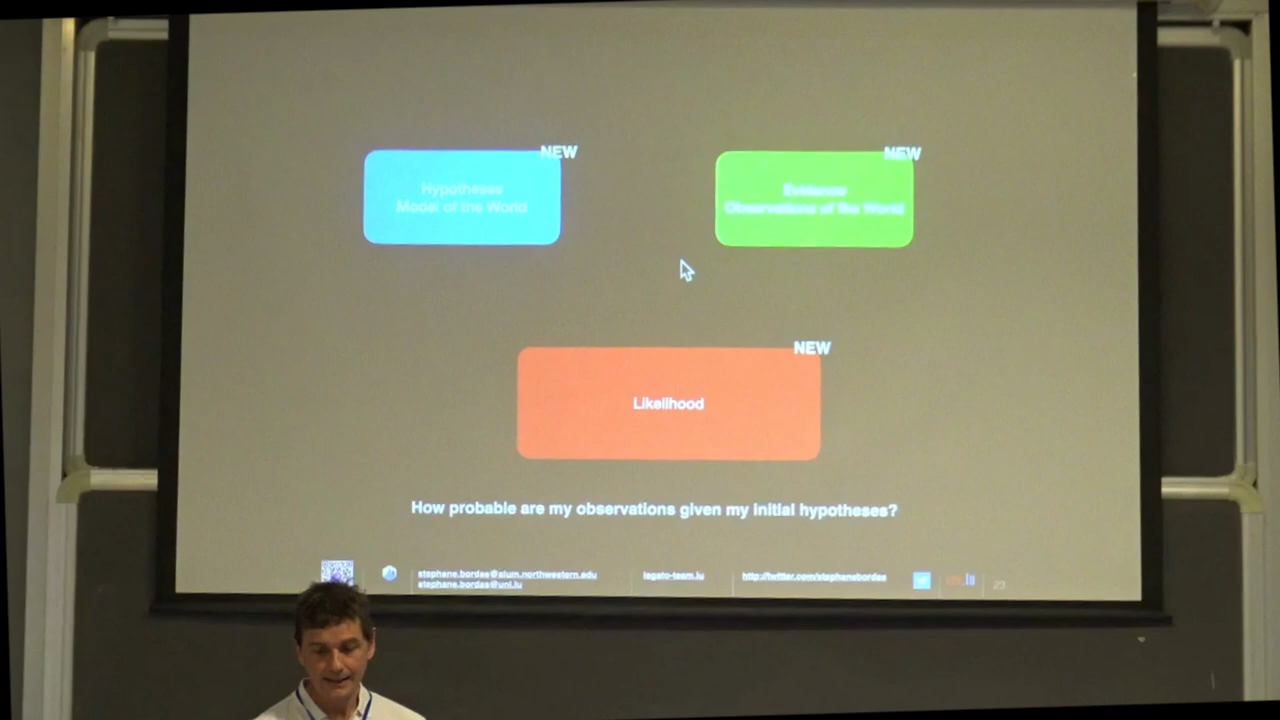 NEW
Hypotheses
Model of the World
NEW
Evidence
Observations of the World
NEW
Likelihood
How probable are my observations given my initial hypotheses?
stephane.bordas@alum.northwestern.edu
stephane.bordas@uni.lu
legato-team.lu
http://twitter.com/stephanebordas
23